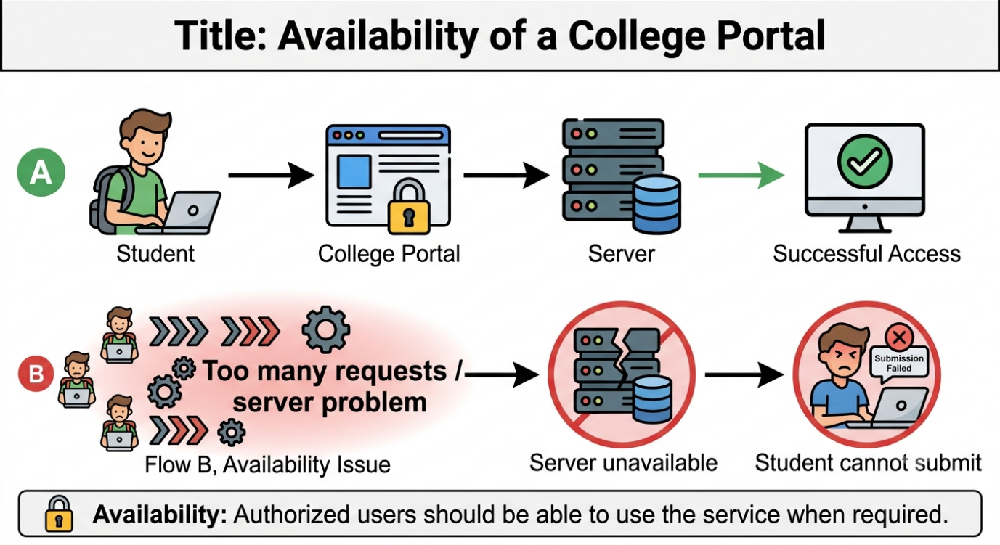 Title: Availability of a College Portal
A
Student
College Portal
Server
Successful Access
B
Too many requests /
server problem
Submission
Failed
Flow B, Availability Issue
Server unavailable
Student cannot submit
Availability: Authorized users should be able to use the service when required.